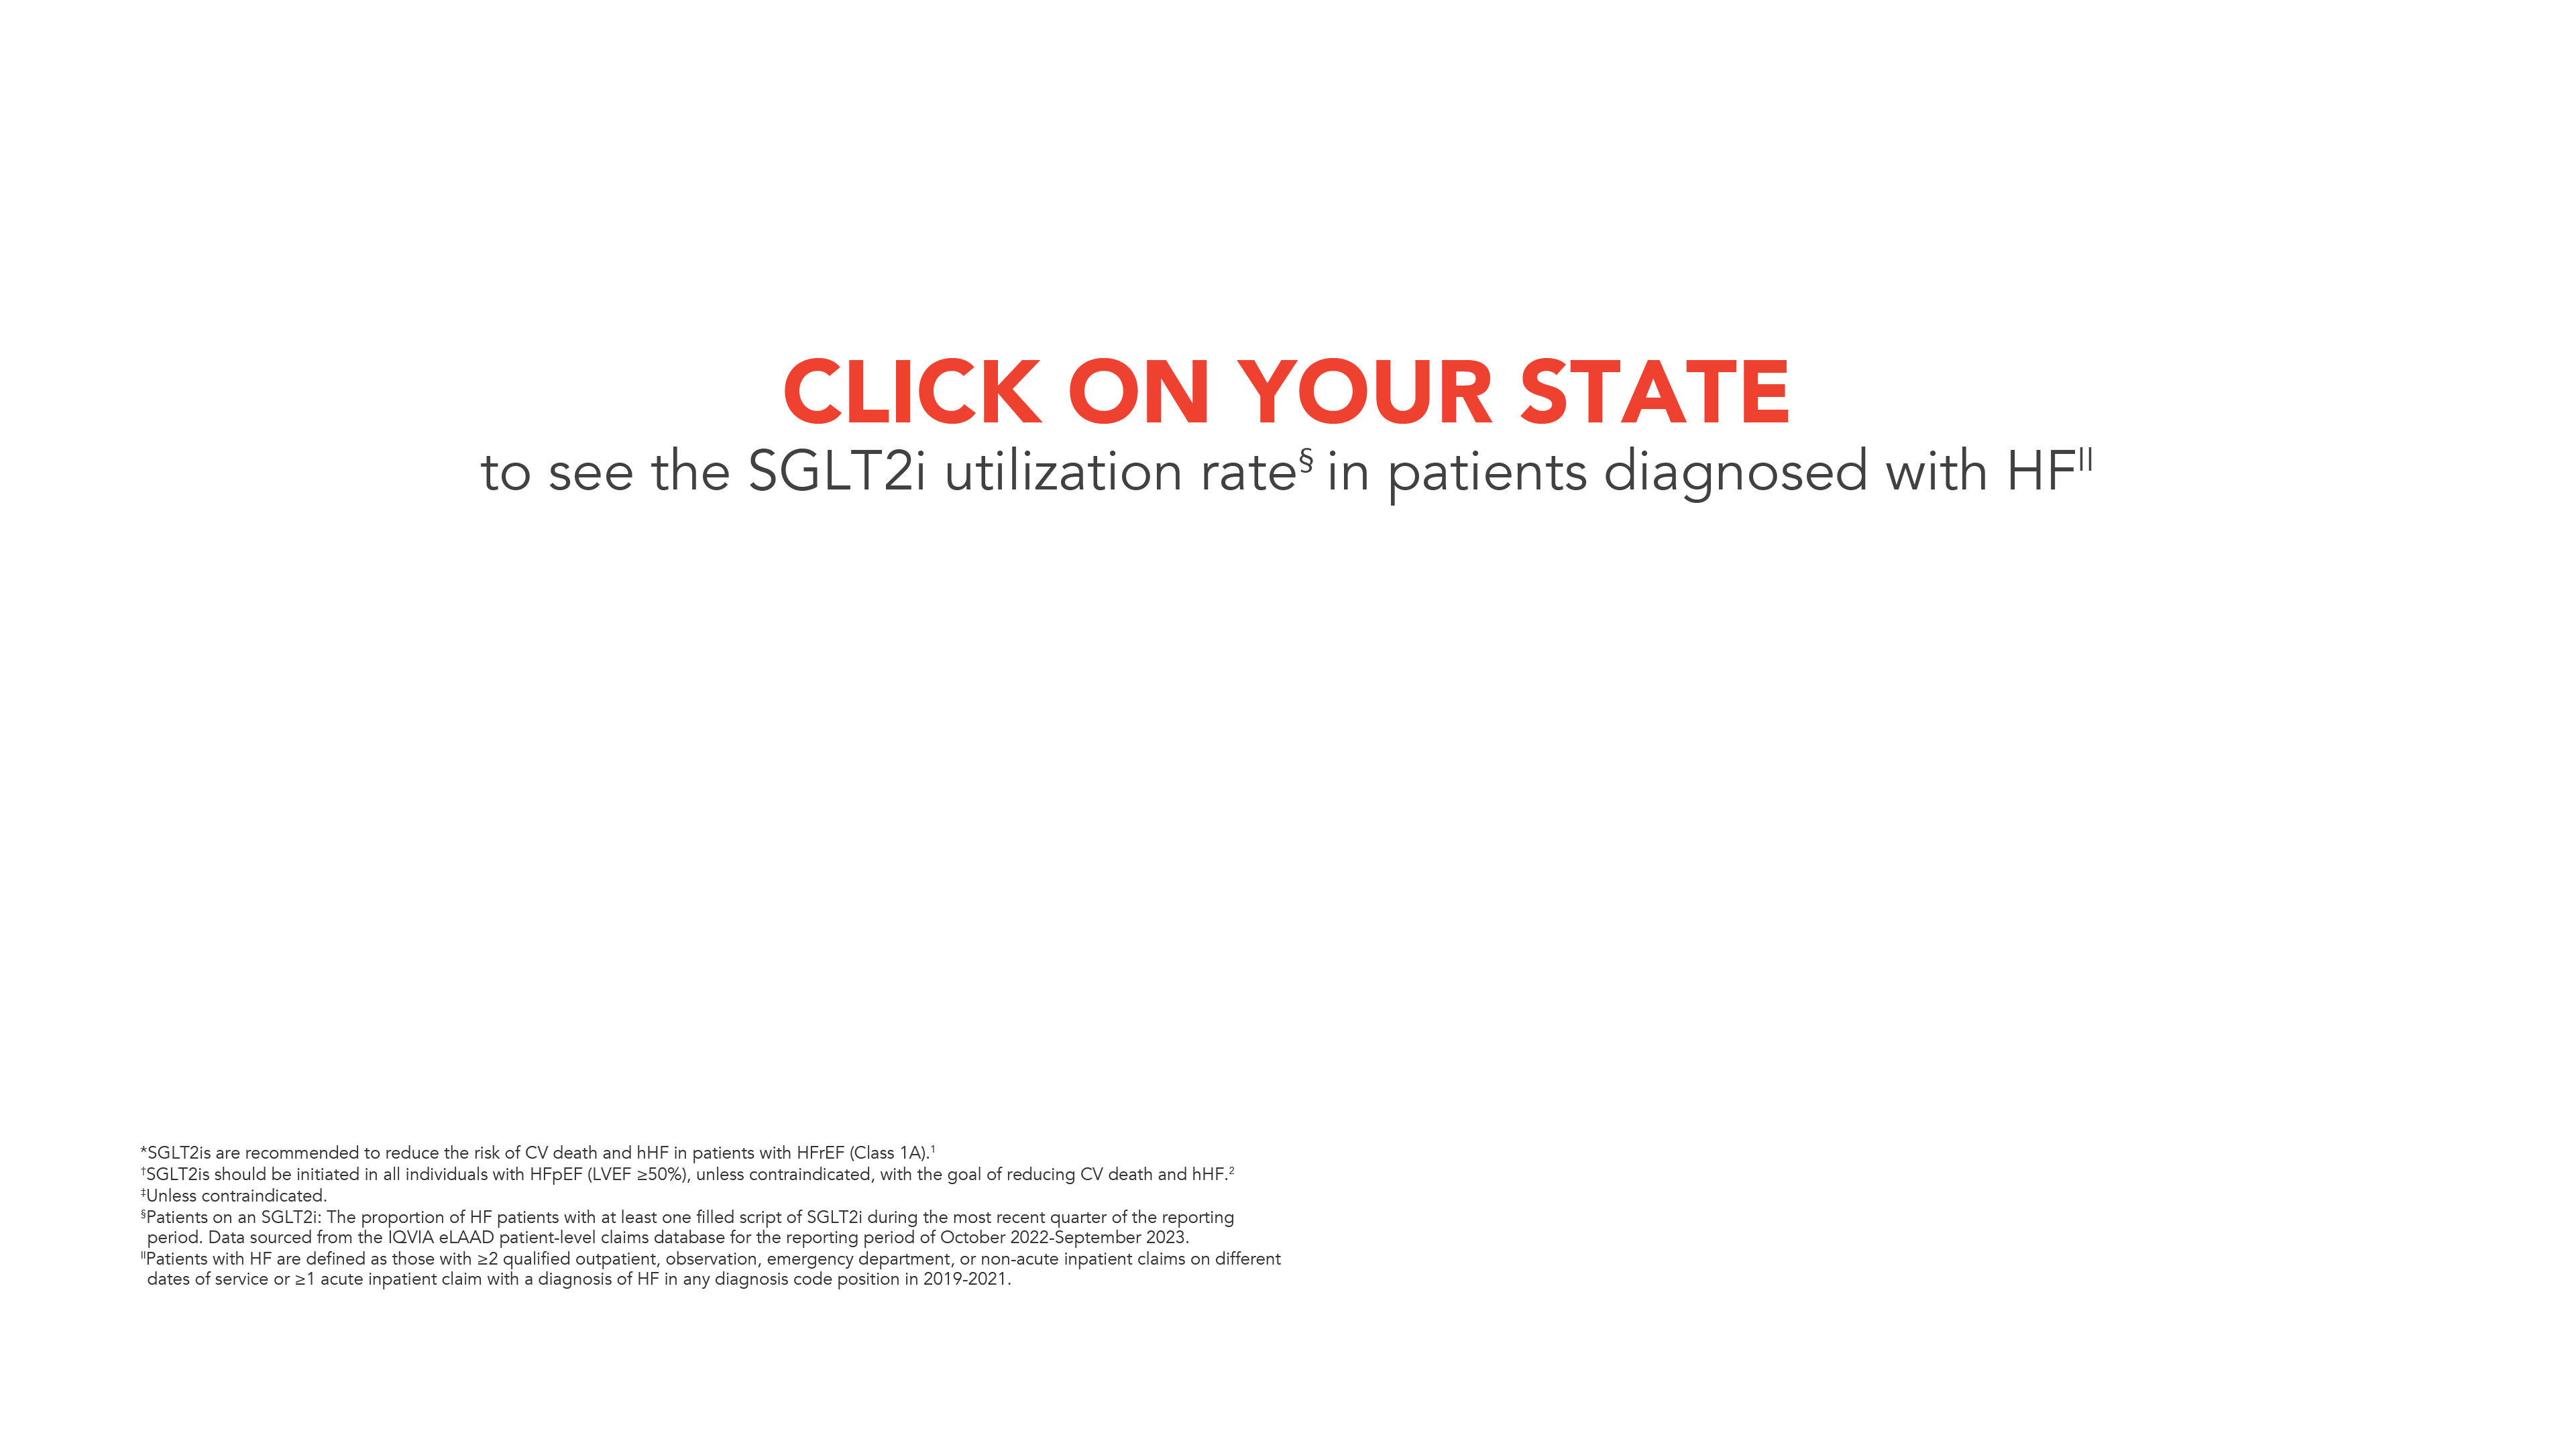 CLICK ON YOUR STATE
to see the SGLT2i utilization rate§ in patients diagnosed with HF||
*SGLT2is are recommended to reduce the risk of CV death and hHF in patients with HFrEF (Class 1A).1
†SGLT2is should be initiated in all individuals with HFpEF (LVEF ≥50%), unless contraindicated, with the goal of reducing CV death and hHF.2
‡Unless contraindicated.
§Patients on an SGLT2i: The proportion of HF patients with at least one filled script of SGLT2i during the most recent quarter of the reporting
period. Data sourced from the IQVIA eLAAD patient-level claims database for the reporting period of October 2022-September 2023.
||Patients with HF are defined as those with ≥2 qualified outpatient, observation, emergency department, or non-acute inpatient claims on different
dates of service or ≥1 acute inpatient claim with a diagnosis of HF in any diagnosis code position in 2019-2021.